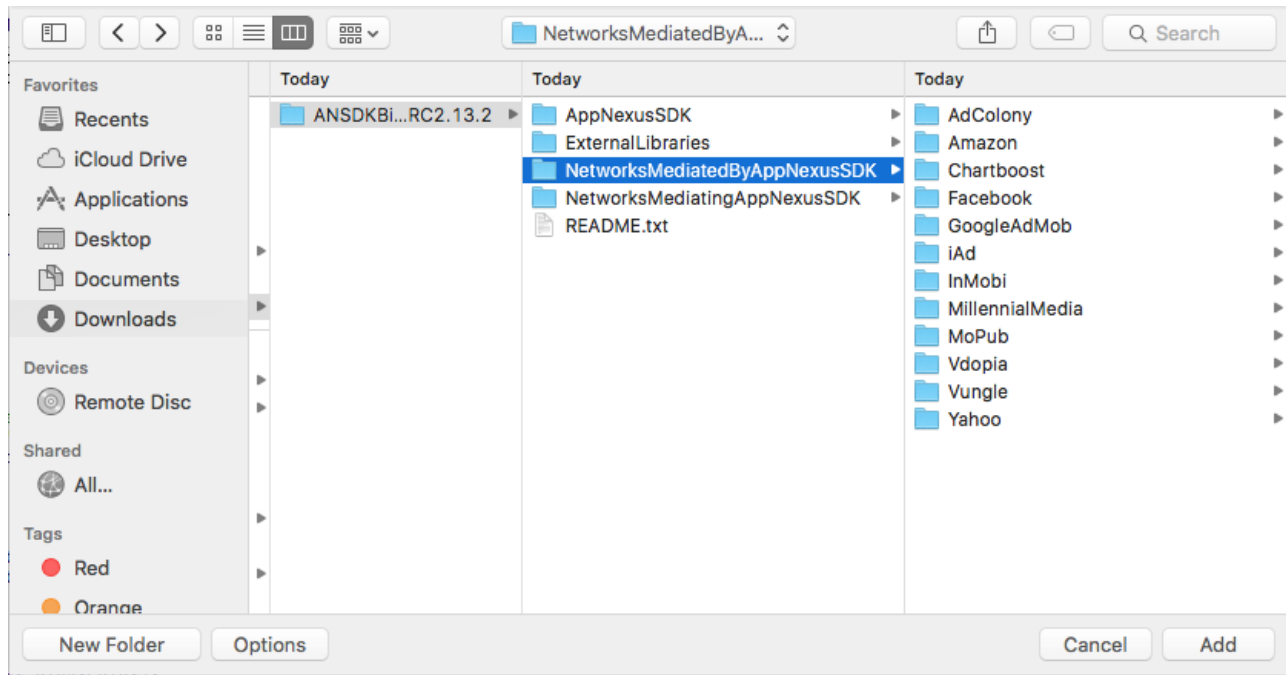 NetworksMediatedByA...
Search
Favorites
Recents
iCloud Drive
Applications
Desktop
Documents
Downloads
Devices
Remote Disc
Shared
All...
Tags
Red
Orange
Today
ANSDKBi...RC2.13.2
Today
AppNexusSDK
ExternalLibraries
NetworksMediatedByAppNexusSDK
NetworksMediatingAppNexusSDK
README.txt
Today
AdColony
Amazon
Chartboost
Facebook
GoogleAdMob
iAd
InMobi
MillennialMedia
MoPub
Vdopia
Vungle
Yahoo
New Folder
Options
Cancel
Add